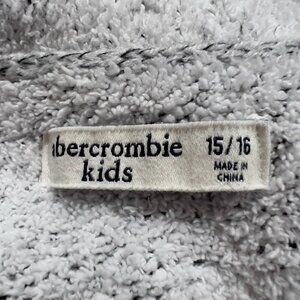 abercrombie
kids
15/16
MADE IN
CHINA